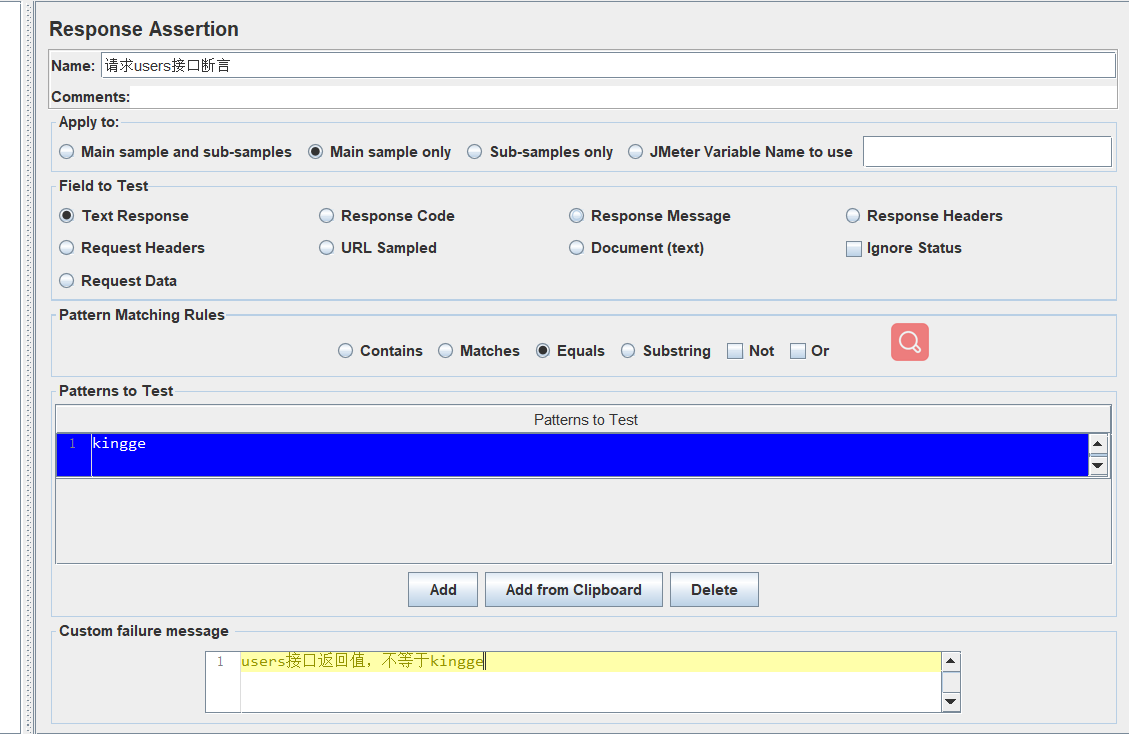 Response Assertion
Name: 请求users接口断言
Comments:
Apply to:
Main sample and sub-samples Main sample only Sub-samples only JMeter Variable Name to use
Field to Test
Text Response Response Code Response Message Response Headers
Request Headers URL Sampled Document (text) Ignore Status
Request Data
Pattern Matching Rules
Contains Matches Equals Substring Not Or
Patterns to Test
Patterns to Test
1 kingge
Add Add from Clipboard Delete
Custom failure message
1 users接口返回值，不等于kingge